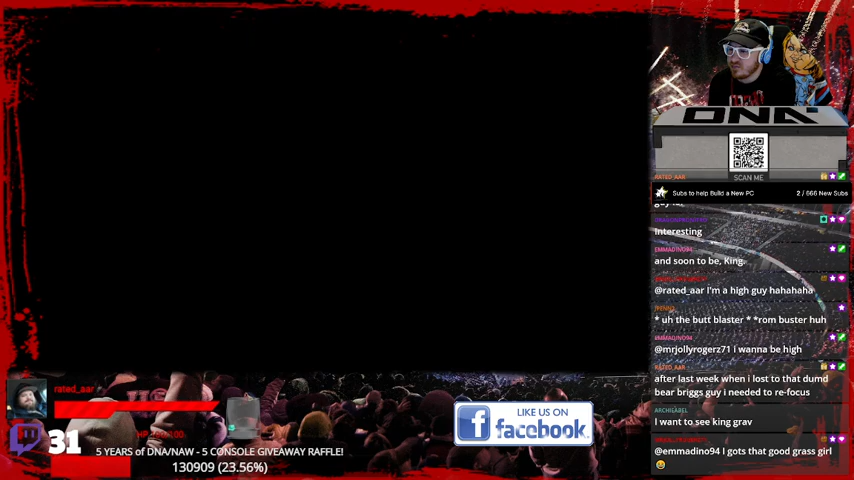 DNA
SCAN ME
RATED_AAR
Subs to help Build a New PC 2 / 666 New Subs
interesting
EMMADINO94
and soon to be, King.
@rated_aar I'm a high guy hahahaha
* uh the butt blaster * *rom buster huh
EMMADINO94
@mrjollyrogerz71 I wanna be high
RATED_AAR
after last week when i lost to that dumd
bear briggs guy i needed to re-focus
I want to see king grav
@emmadino94 I gots that good grass girl
rated_aar
31
LIKE US ON
facebook
5 YEARS of DNA/NAW - 5 CONSOLE GIVEAWAY RAFFLE!
130909 (23.56%)